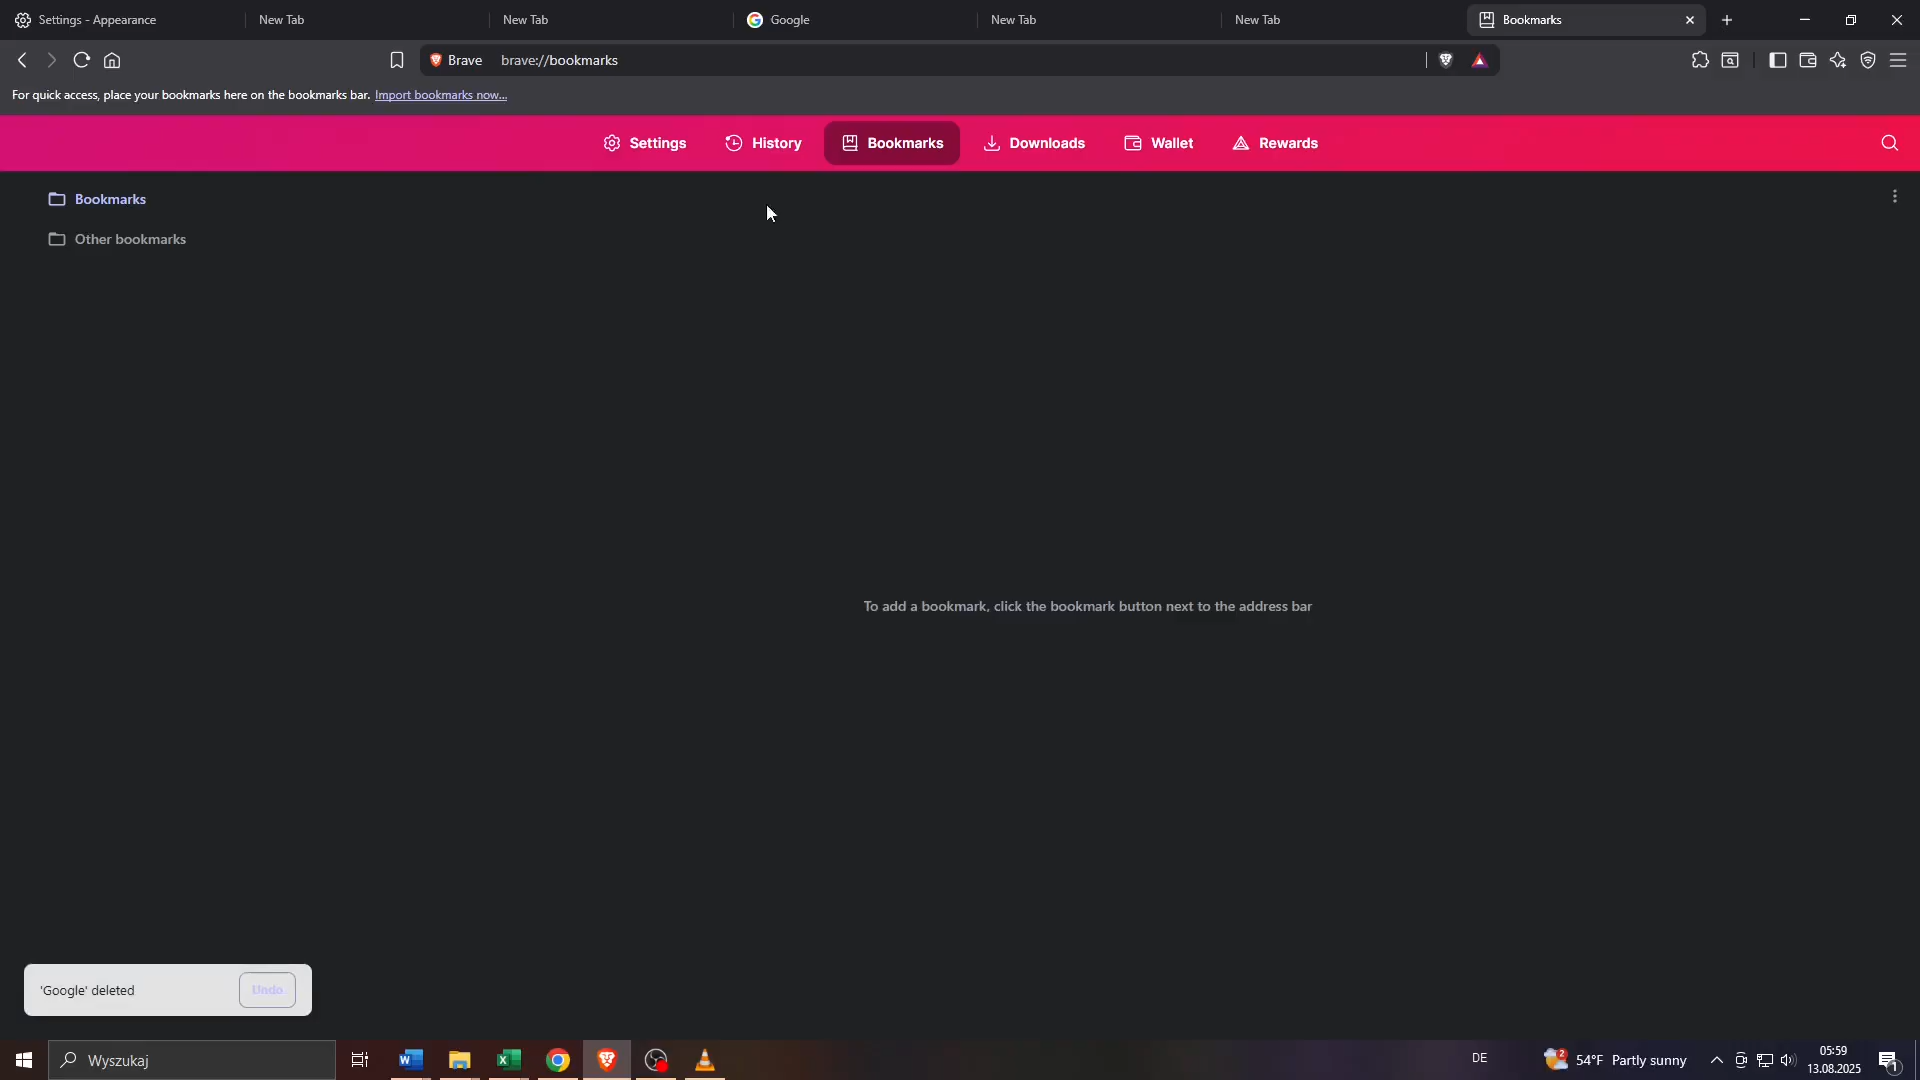 Settings - Appearance
New Tab
New Tab
Google
New Tab
New Tab
Bookmarks
Brave
brave://bookmarks
For quick access, place your bookmarks here on the bookmarks bar. Import bookmarks now...
Settings
History
Bookmarks
Downloads
Wallet
Rewards
Bookmarks
Other bookmarks
To add a bookmark, click the bookmark button next to the address bar
'Google' deleted
Undo
Wyszukaj
DE
2
54°F Partly sunny
05:59
13.08.2025
1